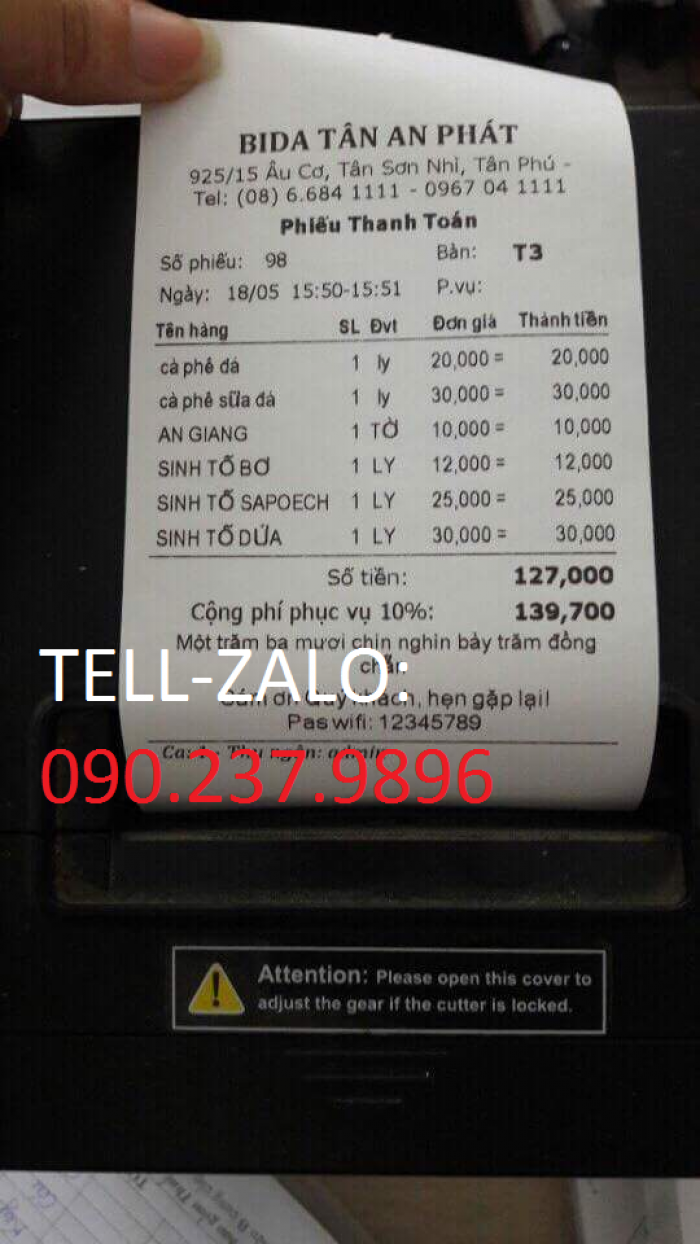 BIDA TÂN AN PHÁT
925/15 Âu Cơ, Tân Sơn Nhì, Tân Phú -
Tel: (08) 6.684 1111 - 0967 04 1111
Phiếu Thanh Toán
Số phiếu: 98 Bàn: T3
Ngày: 18/05 15:50-15:51 P.vụ:
Tên hàng SL Đvt Đơn giá Thành tiền
cà phê đá 1 ly 20,000 = 20,000
cà phê sữa đá 1 ly 30,000 = 30,000
AN GIANG 1 TỜ 10,000 = 10,000
SINH TỐ BƠ 1 LY 12,000 = 12,000
SINH TỐ SAPOECH 1 LY 25,000 = 25,000
SINH TỐ DỨA 1 LY 30,000 = 30,000
Số tiền: 127,000
Cộng phí phục vụ 10%: 139,700
Một trăm ba mươi chín nghìn bảy trăm đồng
chẵn
TELL-ZALO:
Cám ơn Quý khách, hẹn gặp lại!
Pas wifi: 12345789
Ca: 1 - Thu ngân: admin
090.237.9896
Attention: Please open this cover to
adjust the gear if the cutter is locked.